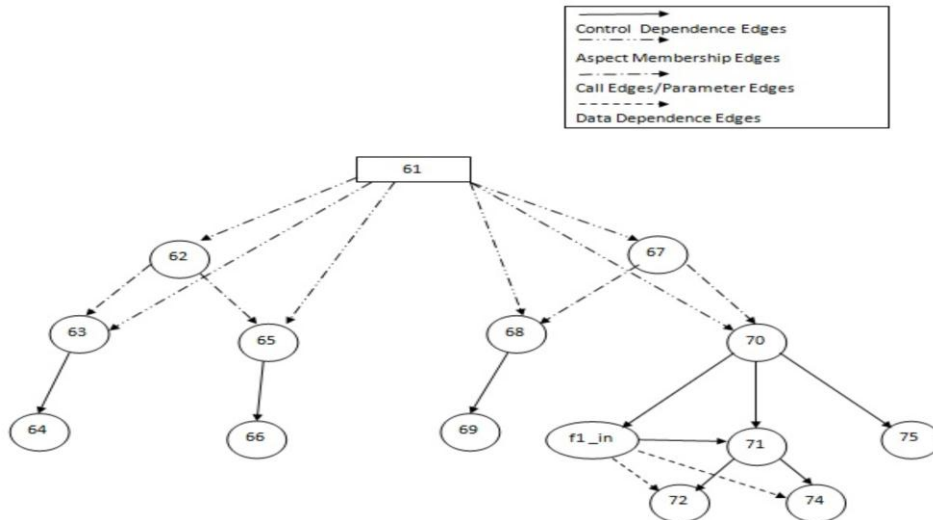 Control Dependence Edges
Aspect Membership Edges
Call Edges/Parameter Edges
Data Dependence Edges
61
62
67
63
65
68
70
64
66
69
f1_in
71
75
72
74